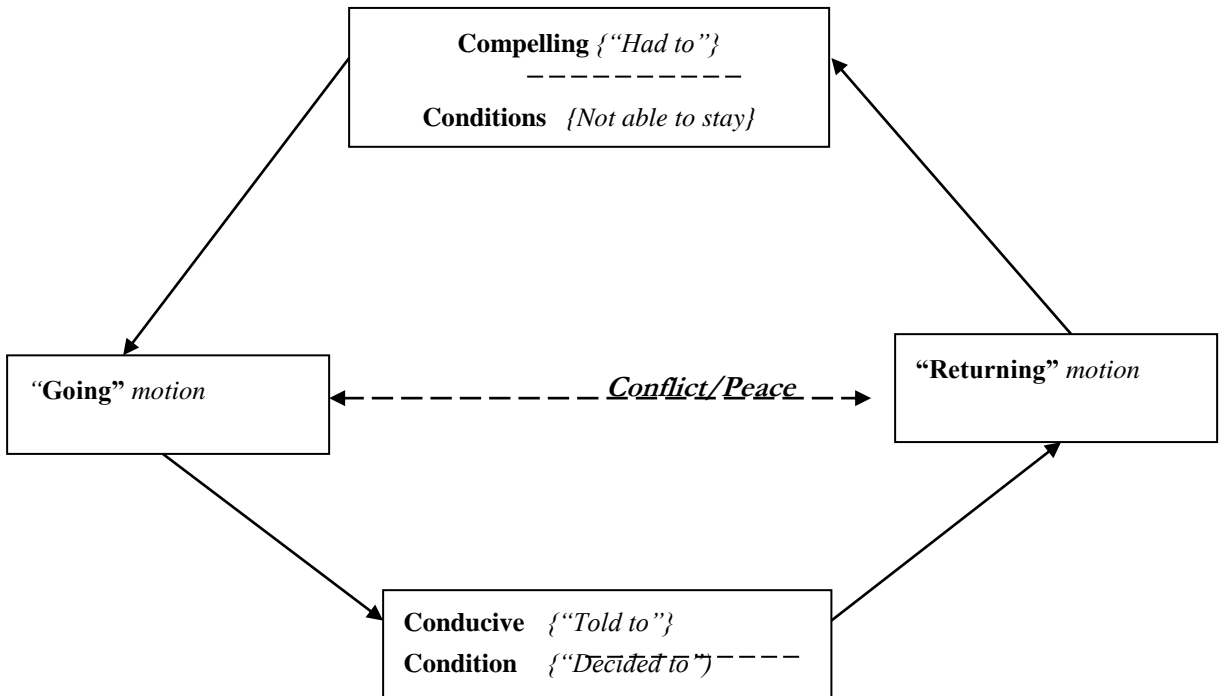 Compelling {“Had to”}
Conditions {Not able to stay}
“Going” motion
Conflict/Peace
“Returning” motion
Conducive {“Told to”}
Condition {“Decided to”)